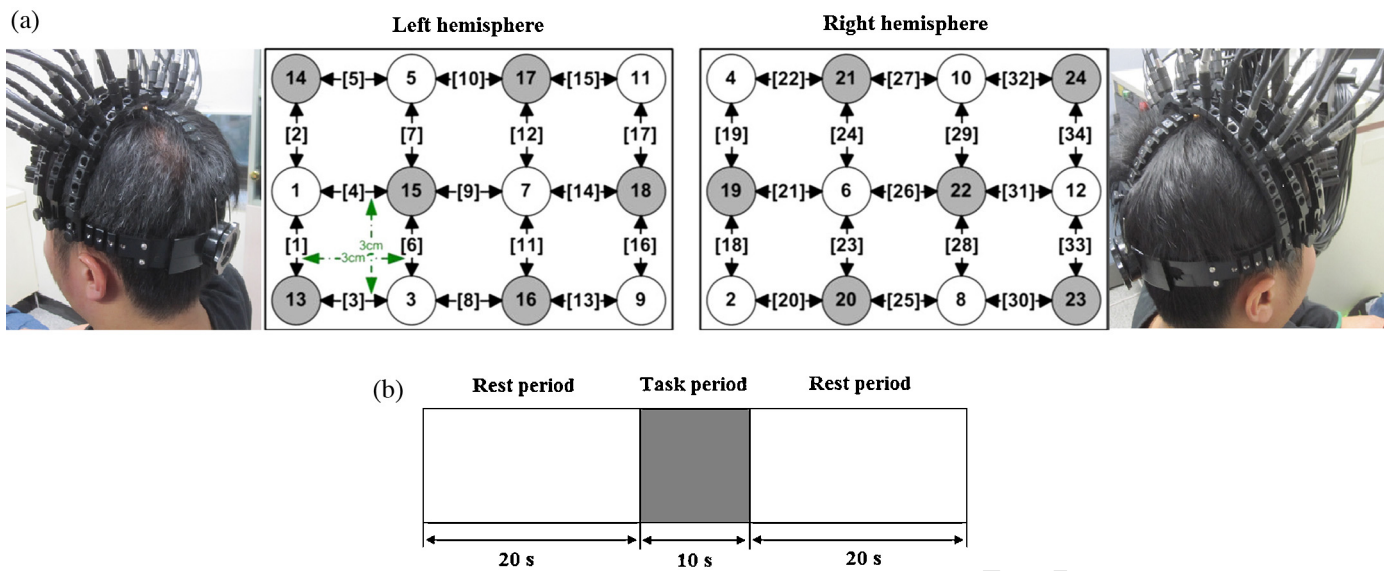 (a)
Left hemisphere
Right hemisphere
14 [5] 5 [10] 17 [15] 11
4 [22] 21 [27] 10 [32] 24
[2] [7] [12] [17]
[19] [24] [29] [34]
1 [4] 15 [9] 7 [14] 18
19 [21] 6 [26] 22 [31] 12
[1] [6] [11] [16]
[18] [23] [28] [33]
3cm
3cm
13 [3] 3 [8] 16 [13] 9
2 [20] 20 [25] 8 [30] 23
(b)
Rest period Task period Rest period
20 s 10 s 20 s